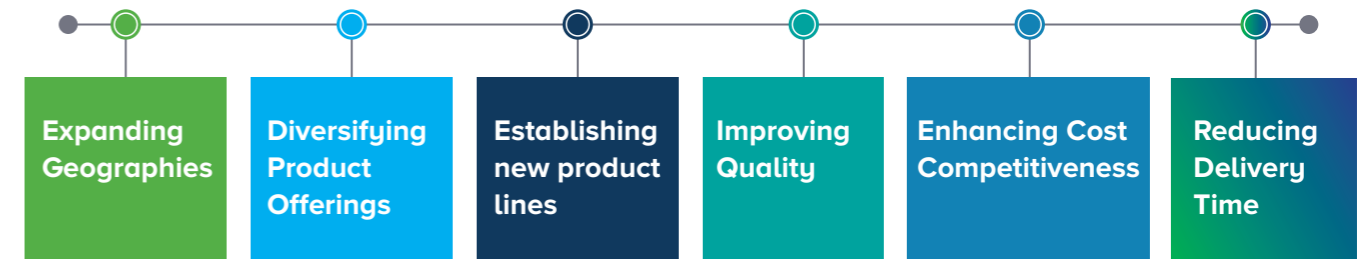 Expanding
Geographies
Diversifying
Product
Offerings
Establishing
new product
lines
Improving
Quality
Enhancing Cost
Competitiveness
Reducing
Delivery
Time